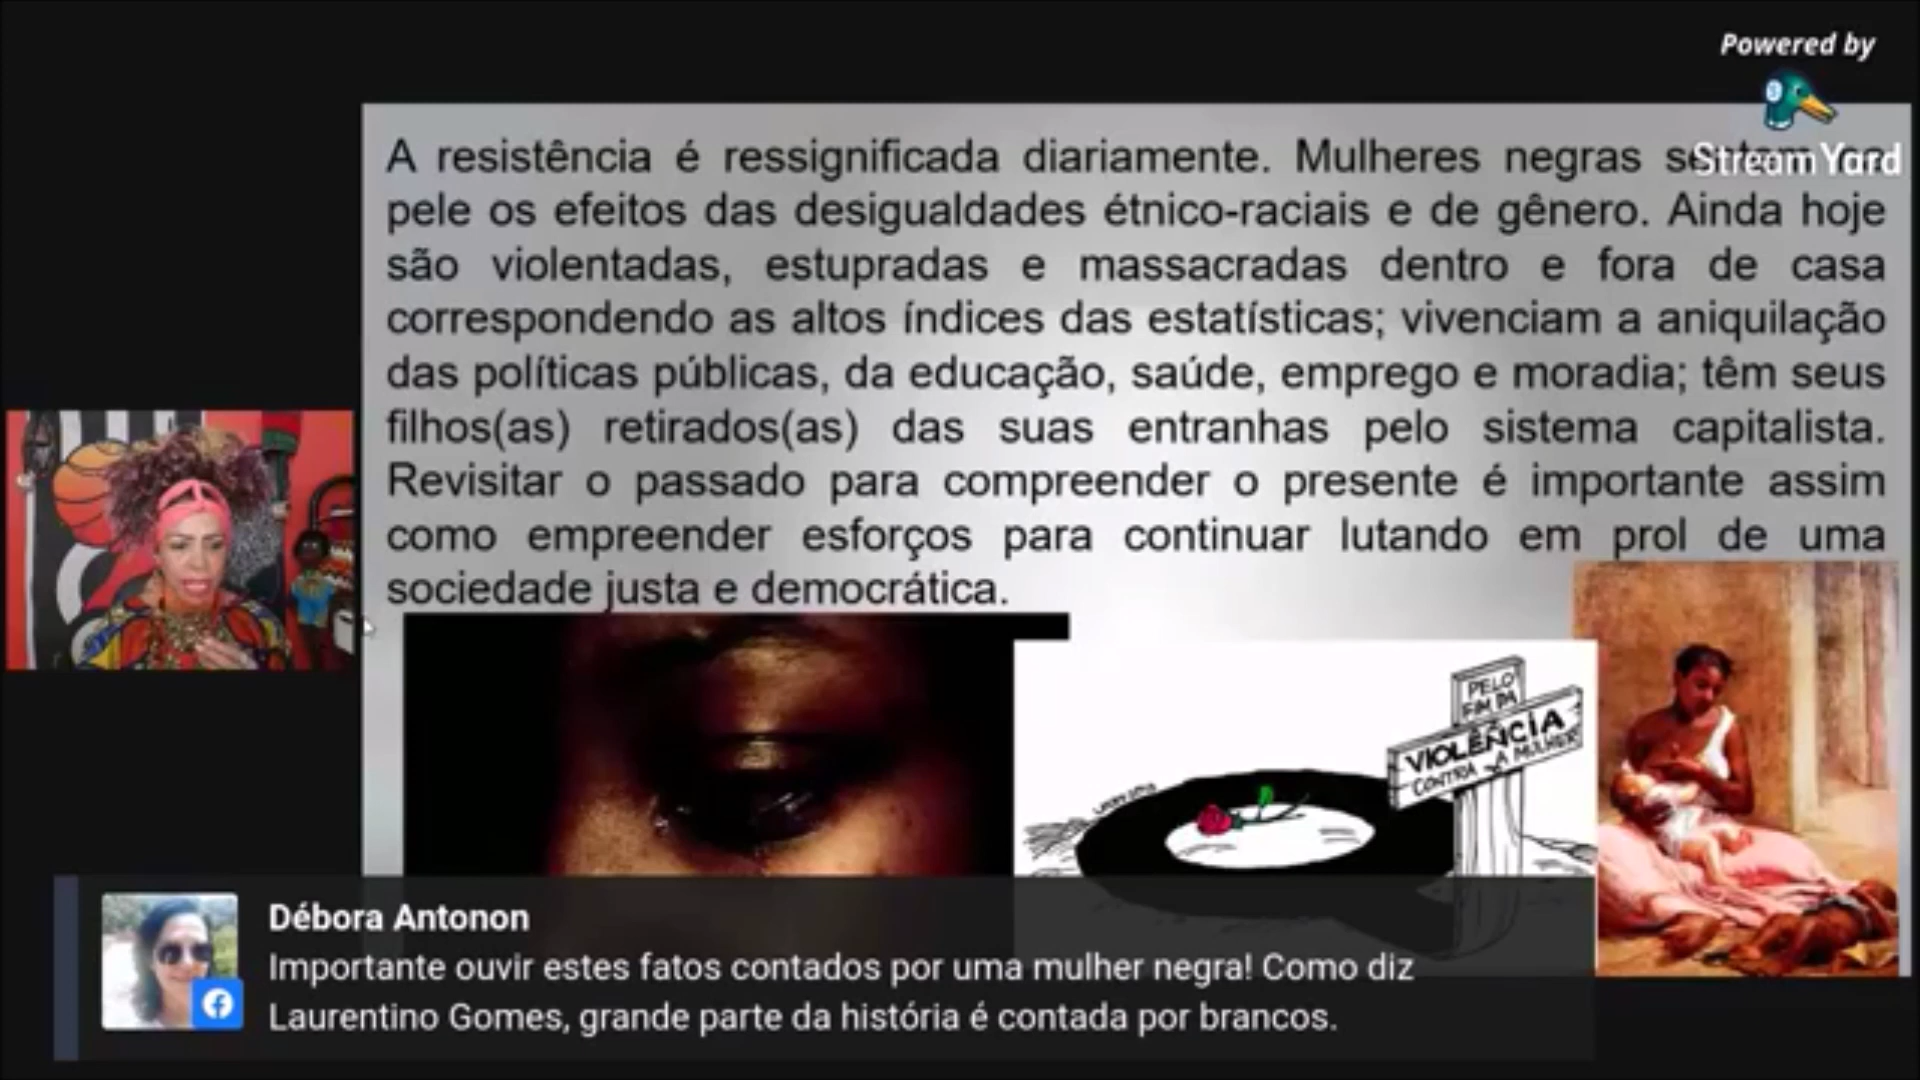 Powered by
StreamYard
A resistência é ressignificada diariamente. Mulheres negras
pele os efeitos das desigualdades étnico-raciais e de gênero. Ainda hoje
são violentadas, estupradas e massacradas dentro e fora de casa
correspondendo as altos índices das estatísticas; vivenciam a aniquilação
das políticas públicas, da educação, saúde, emprego e moradia; têm seus
filhos(as) retirados(as) das suas entranhas pelo sistema capitalista.
Revisitar o passado para compreender o presente é importante assim
como empreender esforços para continuar lutando em prol de uma
sociedade justa e democrática.
PELO
FIM DA
VIOLÊNCIA
CONTRA A MULHER
Débora Antonon
Importante ouvir estes fatos contados por uma mulher negra! Como diz
Laurentino Gomes, grande parte da história é contada por brancos.